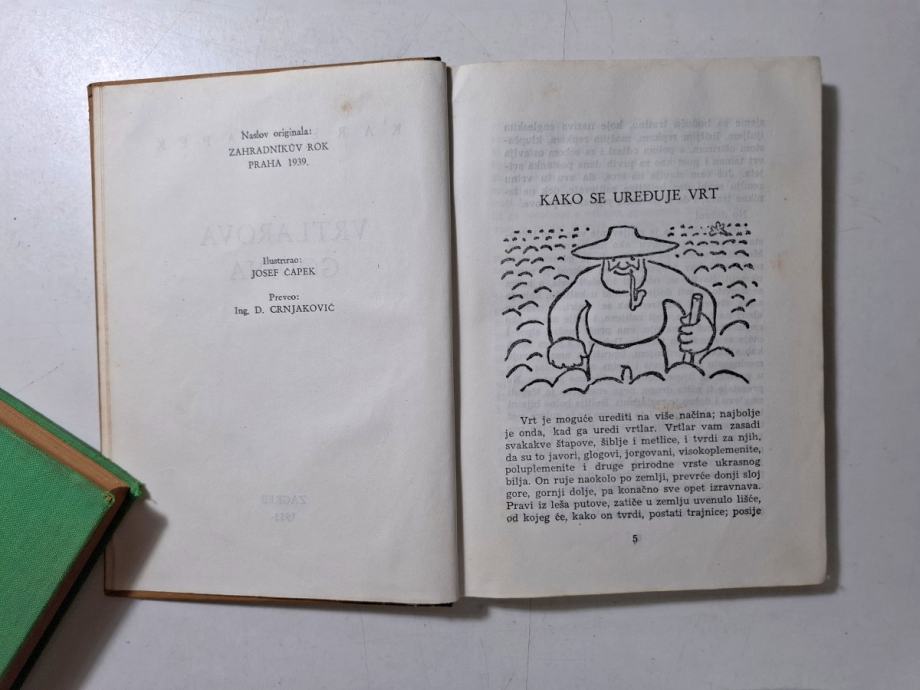 Naslov originala:
ZAHRADNIKŮV ROK
PRAHA 1939.
Ilustrirao:
JOSEF ČAPEK
Preveo:
Ing. D. CRNJAKOVIĆ
KAKO SE UREĐUJE VRT
Vrt je moguće urediti na više načina; najbolje
je onda, kad ga uredi vrtlar. Vrtlar vam zasadi
svakakve štapove, šiblje i metlice, i tvrdi za njih,
da su to javori, glogovi, jorgovani, visokoplemenite,
poluplemenite i druge prirodne vrste ukrasnog
bilja. On ruje naokolo po zemlji, prevrće donji sloj
gore, gornji dolje, pa konačno sve opet izravnava.
Pravi iz leša putove, zatiče u zemlju uvenulo lišće,
od kojeg će, kako on tvrdi, postati trajnice; posije
5